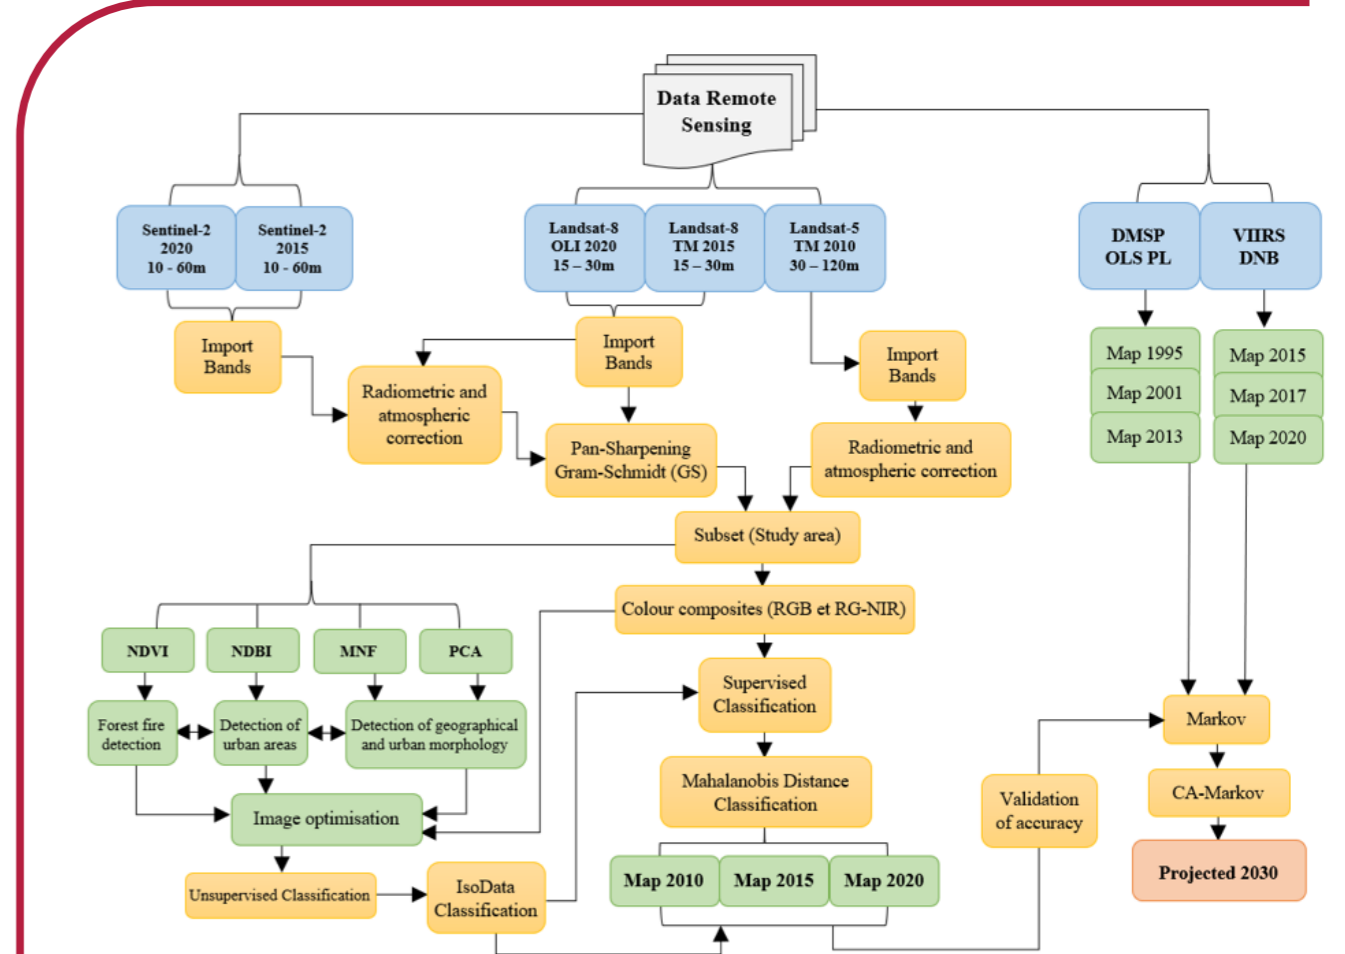 Data Remote
Sensing
Sentinel-2
2020
10 - 60m
Sentinel-2
2015
10 - 60m
Landsat-8
OLI 2020
15 – 30m
Landsat-8
TM 2015
15 – 30m
Landsat-5
TM 2010
30 – 120m
DMSP
OLS PL
VIIRS
DNB
Import
Bands
Import
Bands
Import
Bands
Map 1995
Map 2001
Map 2013
Map 2015
Map 2017
Map 2020
Radiometric and
atmospheric
correction
Pan-Sharpening
Gram-Schmidt (GS)
Radiometric and
atmospheric correction
Subset (Study area)
Colour composites (RGB et RG-NIR)
NDVI
NDBI
MNF
PCA
Forest fire
detection
Detection of
urban areas
Detection of geographical
and urban morphology
Supervised
Classification
Markov
Image optimisation
Mahalanobis Distance
Classification
Validation
of accuracy
CA-Markov
Unsupervised Classification
IsoData
Classification
Map 2010
Map 2015
Map 2020
Projected 2030